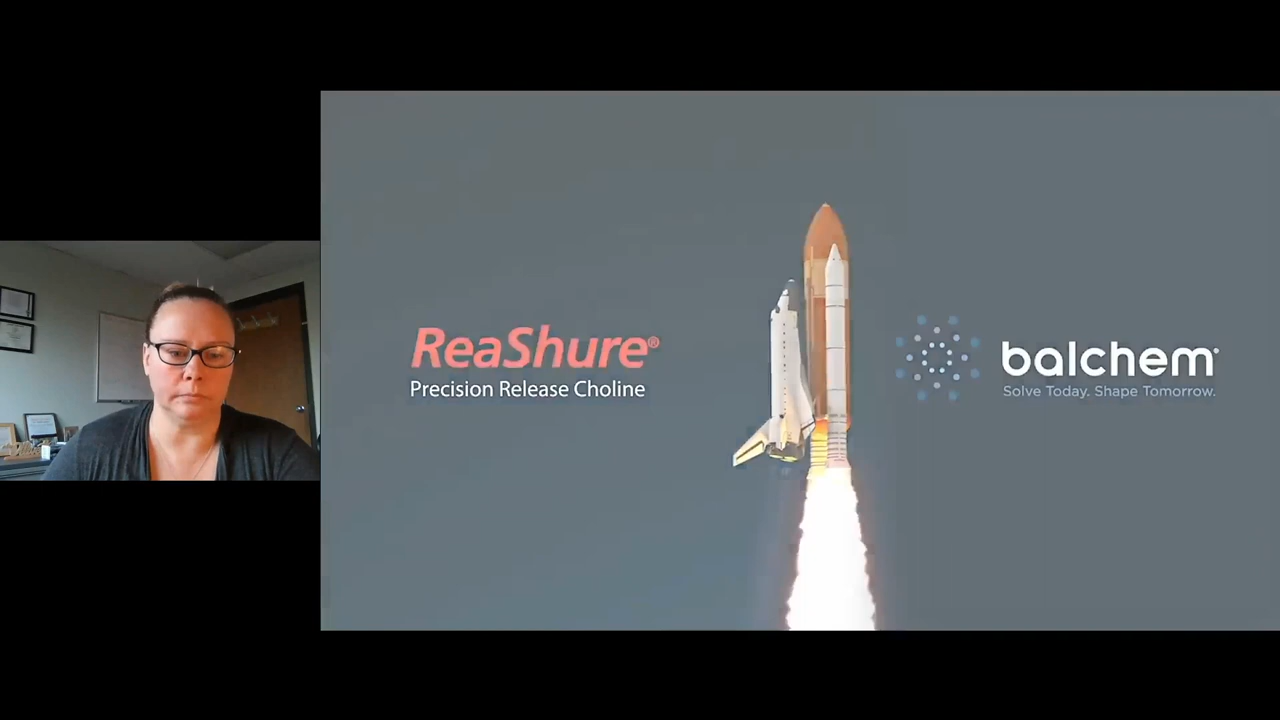 ReaShure®
Precision Release Choline
balchem
Solve Today. Shape Tomorrow.